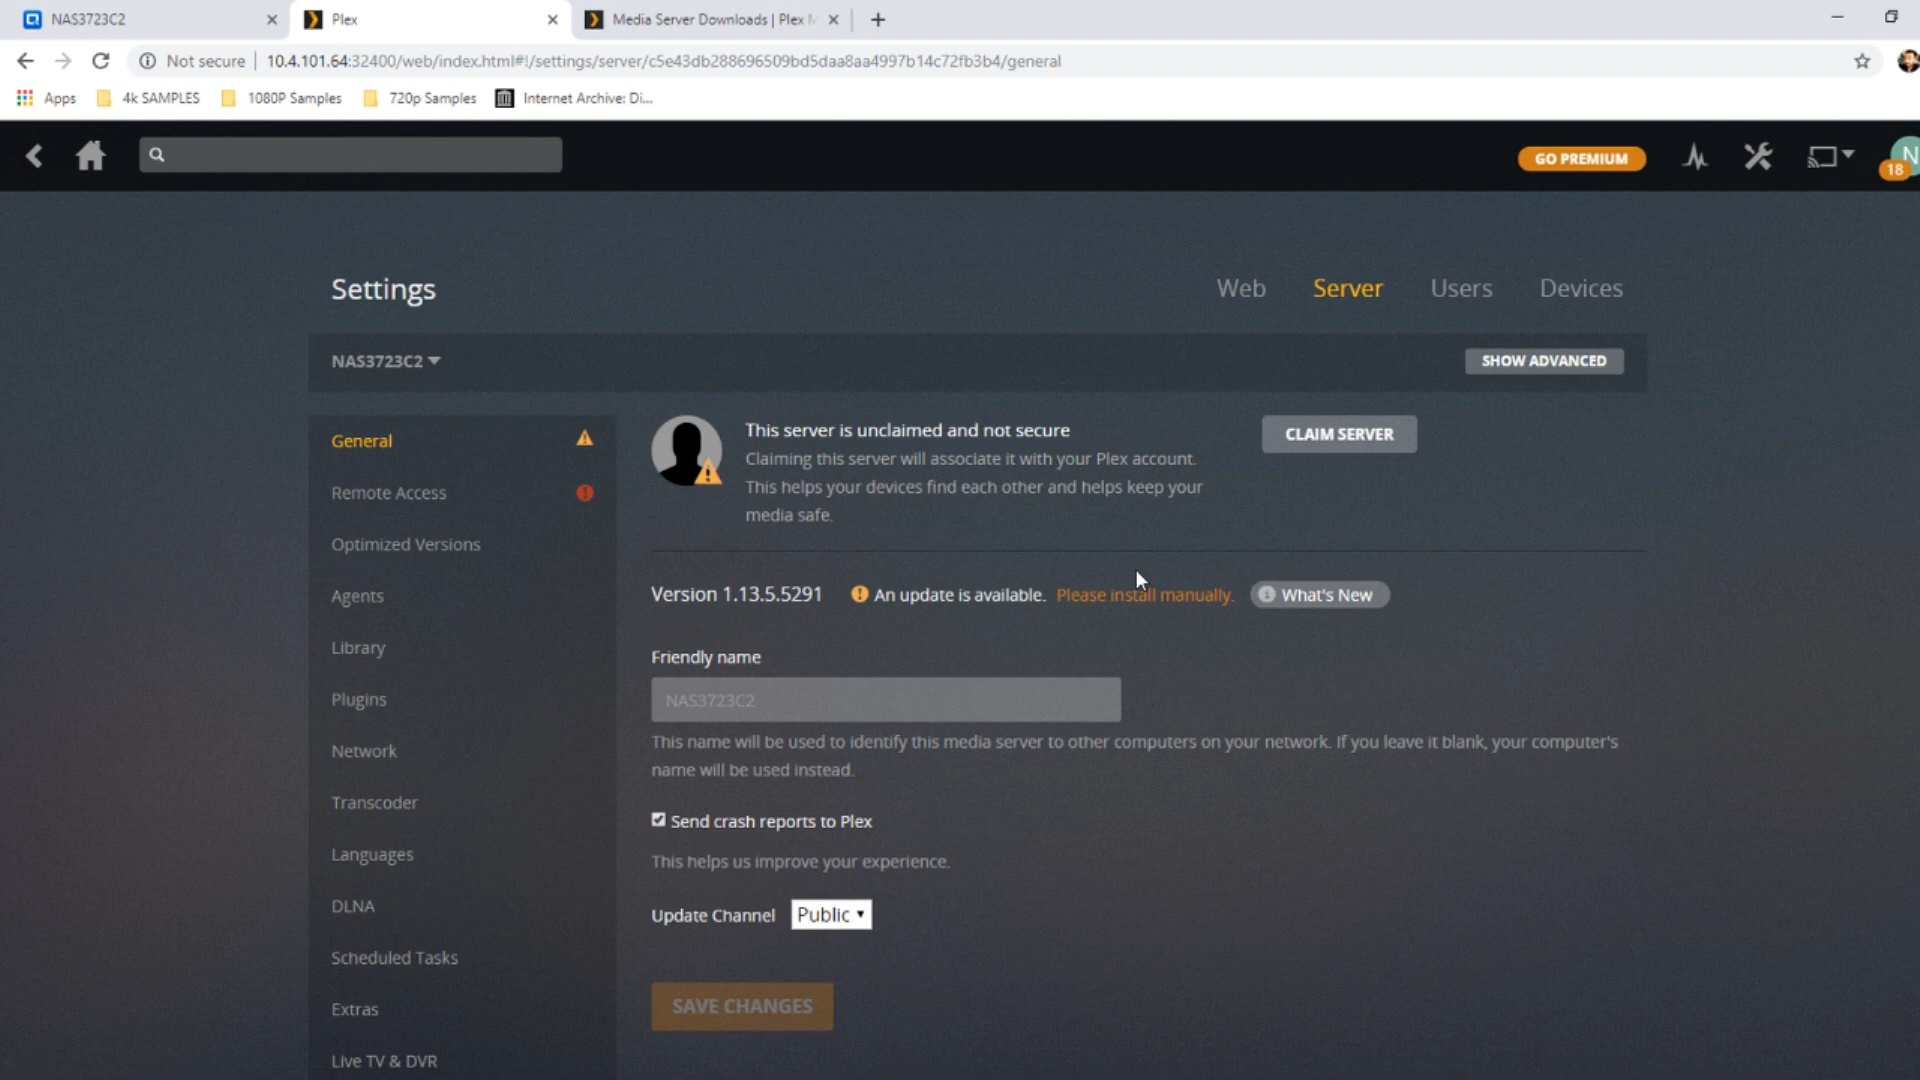 NAS3723C2
Plex
Media Server Downloads | Plex
Not secure | 10.4.101.64:32400/web/index.html#!/settings/server/c5e43db288696509bd5daa8aa4997b14c72fb3b4/general
Apps
4k SAMPLES
1080P Samples
720p Samples
Internet Archive: Di...
GO PREMIUM
18
N
Settings
Web
Server
Users
Devices
NAS3723C2
SHOW ADVANCED
General
Remote Access
Optimized Versions
Agents
Library
Plugins
Network
Transcoder
Languages
DLNA
Scheduled Tasks
Extras
Live TV & DVR
This server is unclaimed and not secure
Claiming this server will associate it with your Plex account.
This helps your devices find each other and helps keep your
media safe.
CLAIM SERVER
Version 1.13.5.5291
An update is available. Please install manually.
What's New
Friendly name
NAS3723C2
This name will be used to identify this media server to other computers on your network. If you leave it blank, your computer's
name will be used instead.
Send crash reports to Plex
This helps us improve your experience.
Update Channel
Public
SAVE CHANGES